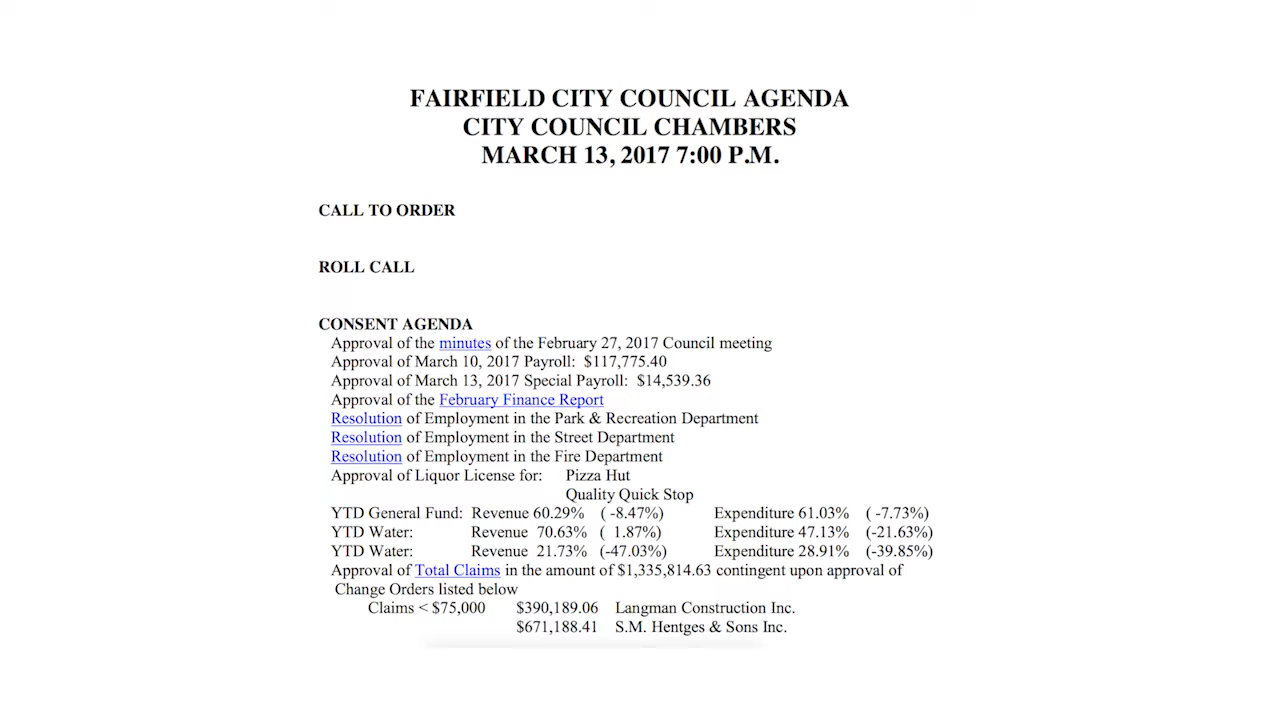 FAIRFIELD CITY COUNCIL AGENDA
CITY COUNCIL CHAMBERS
MARCH 13, 2017 7:00 P.M.
CALL TO ORDER
ROLL CALL
CONSENT AGENDA
Approval of the minutes of the February 27, 2017 Council meeting
Approval of March 10, 2017 Payroll: $117,775.40
Approval of March 13, 2017 Special Payroll: $14,539.36
Approval of the February Finance Report
Resolution of Employment in the Park & Recreation Department
Resolution of Employment in the Street Department
Resolution of Employment in the Fire Department
Approval of Liquor License for: Pizza Hut
Quality Quick Stop
YTD General Fund: Revenue 60.29% ( -8.47%) Expenditure 61.03% ( -7.73%)
YTD Water: Revenue 70.63% ( 1.87%) Expenditure 47.13% (-21.63%)
YTD Water: Revenue 21.73% (-47.03%) Expenditure 28.91% (-39.85%)
Approval of Total Claims in the amount of $1,335,814.63 contingent upon approval of
Change Orders listed below
Claims < $75,000 $390,189.06 Langman Construction Inc.
$671,188.41 S.M. Hentges & Sons Inc.